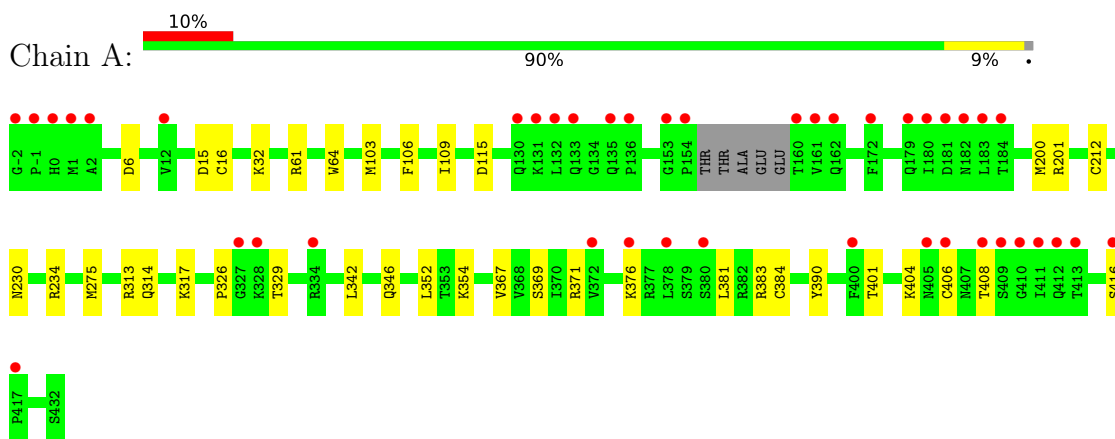 10%
Chain A:
90% 9% •
G-2 P-1 H0 M1 A2 D6 V12 D15 C16 K32 R61 W64 M103 F106 I109 D115 Q130 K131 L132 Q133 G134 Q135 P136 G153 P154 THR THR ALA GLU GLU T160 V161 Q162 F172 Q179 I180 D181 N182 L183 T184 M200 R201 C212
N230 R234 M275 R313 Q314 K317 P326 G327 K328 T329 R334 L342 Q346 L352 T353 K354 V367 V368 S369 I370 R371 V372 K376 R377 L378 S379 S380 L381 R382 R383 C384 Y390 F400 T401 K404 N405 C406 N407 T408 S409 G410 I411 Q412 T413 S416
P417 S432